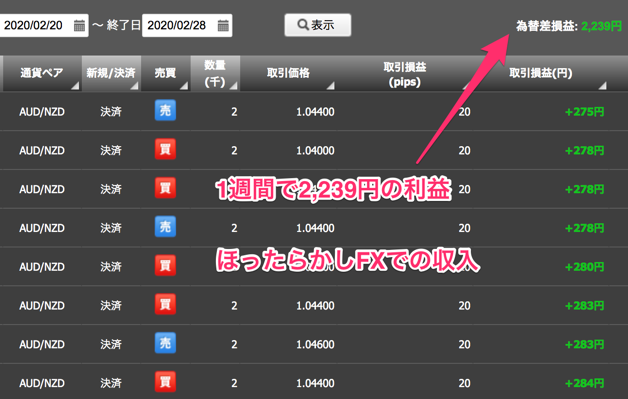 2020/02/20 ～ 終了日 2020/02/28 表示 為替差損益: 2,239円
通貨ペア 新規/決済 売買 数量(千) 取引価格 取引損益(pips) 取引損益(円)
AUD/NZD 決済 売 2 1.04400 20 +275円
AUD/NZD 決済 買 2 1.04000 20 +278円
AUD/NZD 決済 買 20 +278円
1週間で2,239円の利益
AUD/NZD 決済 売 2 1.04400 20 +278円
AUD/NZD 決済 買 20 +280円
ほったらかしFXでの収入
AUD/NZD 決済 買 2 1.04400 20 +283円
AUD/NZD 決済 売 2 1.04600 20 +283円
AUD/NZD 決済 買 2 1.04400 20 +284円